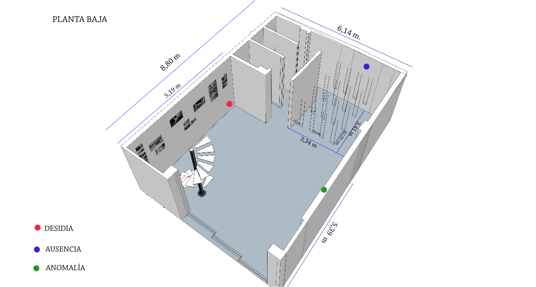 PLANTA BAJA
6,14 m.
8,80 m
5,19 m
3,34 m
5,39 m
DESIDIA
AUSENCIA
ANOMALÍA